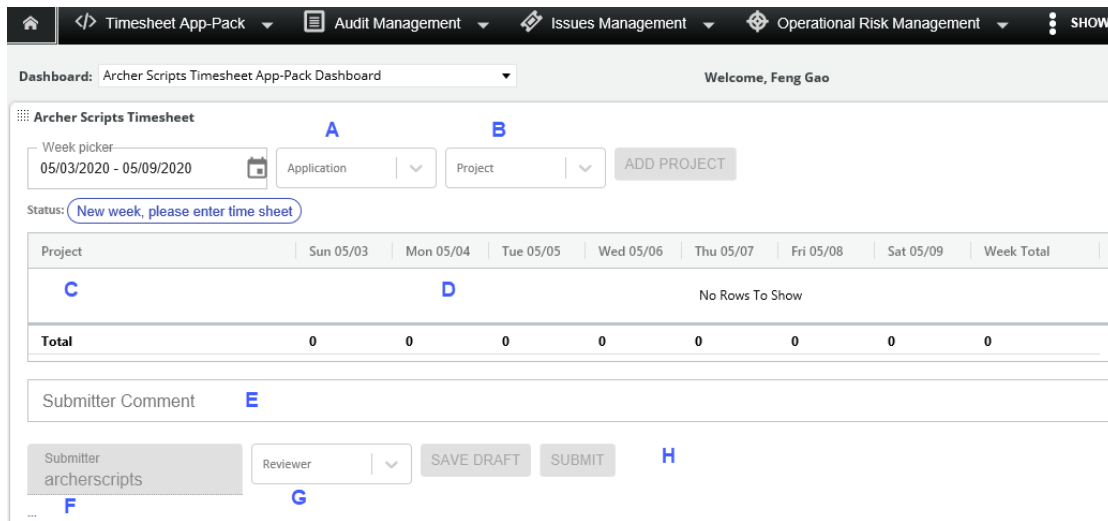 Timesheet App-Pack Audit Management Issues Management Operational Risk Management SHOW
Dashboard: Archer Scripts Timesheet App-Pack Dashboard Welcome, Feng Gao
Archer Scripts Timesheet
A B
Week picker
05/03/2020 - 05/09/2020 Application Project ADD PROJECT
Status: New week, please enter time sheet
Project Sun 05/03 Mon 05/04 Tue 05/05 Wed 05/06 Thu 05/07 Fri 05/08 Sat 05/09 Week Total
C D No Rows To Show
Total 0 0 0 0 0 0 0 0
Submitter Comment E
Submitter
archerscripts Reviewer SAVE DRAFT SUBMIT H
F G
...